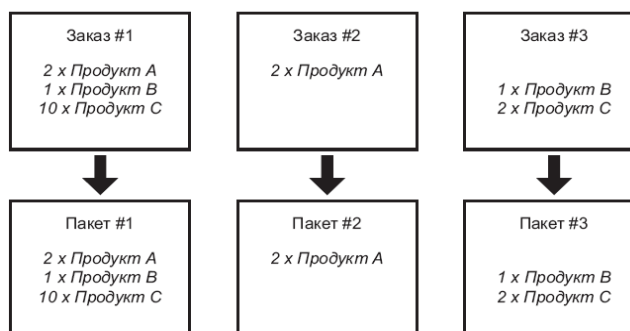 Заказ #1
2 x Продукт A
1 x Продукт B
10 x Продукт C
Заказ #2
2 x Продукт A
Заказ #3
1 x Продукт B
2 x Продукт C
Пакет #1
2 x Продукт A
1 x Продукт B
10 x Продукт C
Пакет #2
2 x Продукт A
Пакет #3
1 x Продукт B
2 x Продукт C